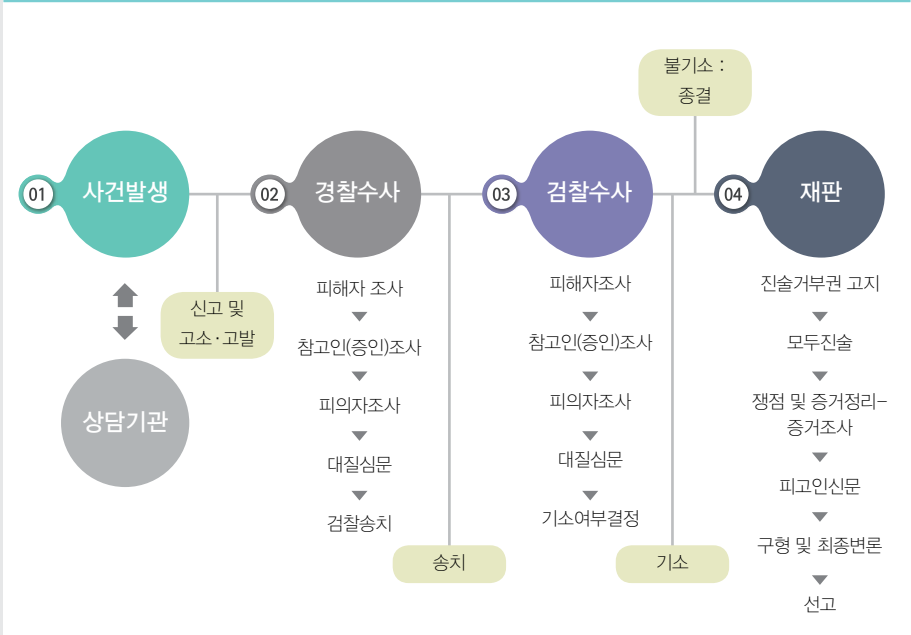 불기소 :
종결
01
사건발생
02
경찰수사
03
검찰수사
04
재판
신고 및
고소·고발
상담기관
피해자 조사
참고인(증인)조사
피의자조사
대질심문
검찰송치
송치
피해자조사
참고인(증인)조사
피의자조사
대질심문
기소여부결정
기소
진술거부권 고지
모두진술
쟁점 및 증거정리–
증거조사
피고인신문
구형 및 최종변론
선고